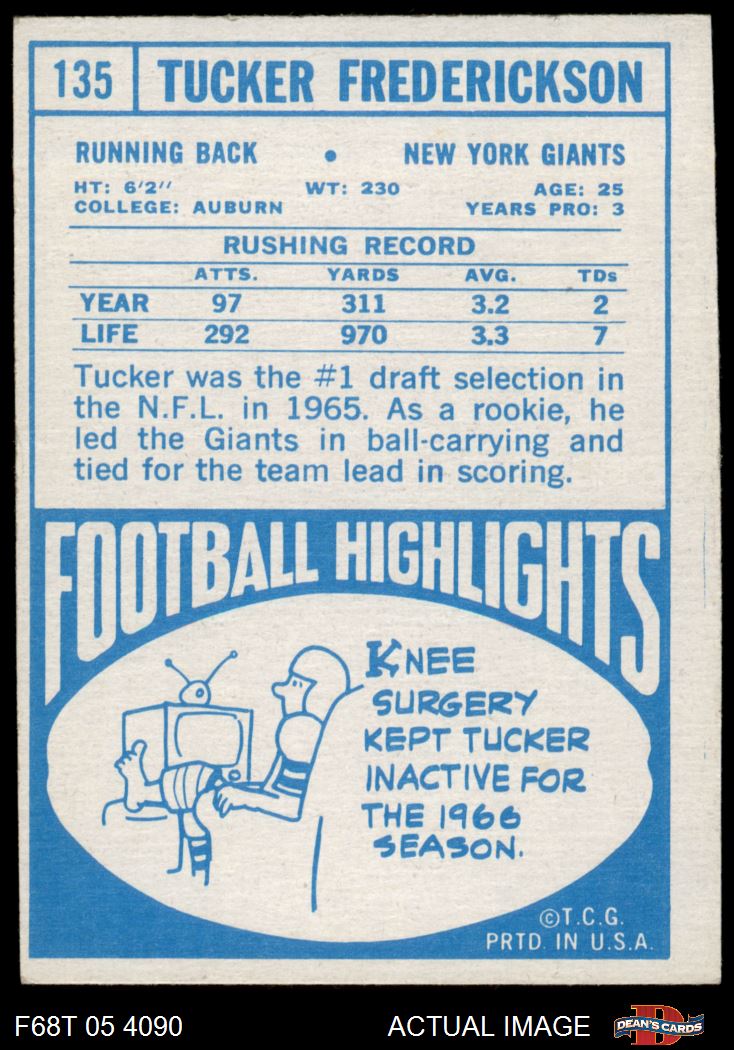 135 TUCKER FREDERICKSON
RUNNING BACK • NEW YORK GIANTS
HT: 6'2'' WT: 230 AGE: 25
COLLEGE: AUBURN YEARS PRO: 3
RUSHING RECORD
ATTS. YARDS AVG. TDs
YEAR 97 311 3.2 2
LIFE 292 970 3.3 7
Tucker was the #1 draft selection in
the N.F.L. in 1965. As a rookie, he
led the Giants in ball-carrying and
tied for the team lead in scoring.
FOOTBALL HIGHLIGHTS
KNEE
SURGERY
KEPT TUCKER
INACTIVE FOR
THE 1966
SEASON.
©T.C.G.
PRTD. IN U.S.A.
F68T 05 4090 ACTUAL IMAGE D DEAN'S CARDS